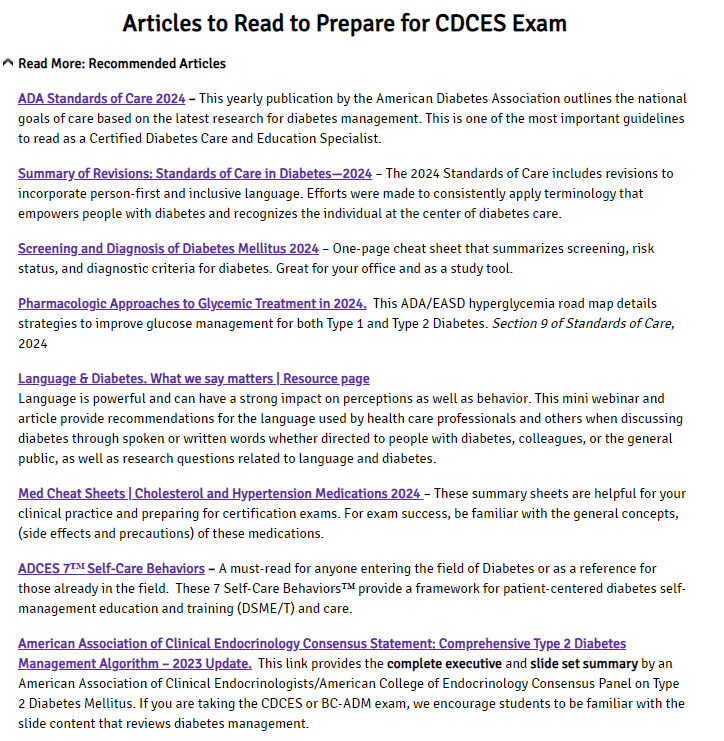 Articles to Read to Prepare for CDCES Exam
Read More: Recommended Articles
ADA Standards of Care 2024 – This yearly publication by the American Diabetes Association outlines the national
goals of care based on the latest research for diabetes management. This is one of the most important guidelines
to read as a Certified Diabetes Care and Education Specialist.
Summary of Revisions: Standards of Care in Diabetes—2024 – The 2024 Standards of Care includes revisions to
incorporate person-first and inclusive language. Efforts were made to consistently apply terminology that
empowers people with diabetes and recognizes the individual at the center of diabetes care.
Screening and Diagnosis of Diabetes Mellitus 2024 – One-page cheat sheet that summarizes screening, risk
status, and diagnostic criteria for diabetes. Great for your office and as a study tool.
Pharmacologic Approaches to Glycemic Treatment in 2024. This ADA/EASD hyperglycemia road map details
strategies to improve glucose management for both Type 1 and Type 2 Diabetes. Section 9 of Standards of Care,
2024
Language & Diabetes. What we say matters | Resource page
Language is powerful and can have a strong impact on perceptions as well as behavior. This mini webinar and
article provide recommendations for the language used by health care professionals and others when discussing
diabetes through spoken or written words whether directed to people with diabetes, colleagues, or the general
public, as well as research questions related to language and diabetes.
Med Cheat Sheets | Cholesterol and Hypertension Medications 2024 – These summary sheets are helpful for your
clinical practice and preparing for certification exams. For exam success, be familiar with the general concepts,
(side effects and precautions) of these medications.
ADCES 7™ Self-Care Behaviors – A must-read for anyone entering the field of Diabetes or as a reference for
those already in the field. These 7 Self-Care Behaviors™ provide a framework for patient-centered diabetes self-
management education and training (DSME/T) and care.
American Association of Clinical Endocrinology Consensus Statement: Comprehensive Type 2 Diabetes
Management Algorithm – 2023 Update. This link provides the complete executive and slide set summary by an
American Association of Clinical Endocrinologists/American College of Endocrinology Consensus Panel on Type
2 Diabetes Mellitus. If you are taking the CDCES or BC-ADM exam, we encourage students to be familiar with the
slide content that reviews diabetes management.